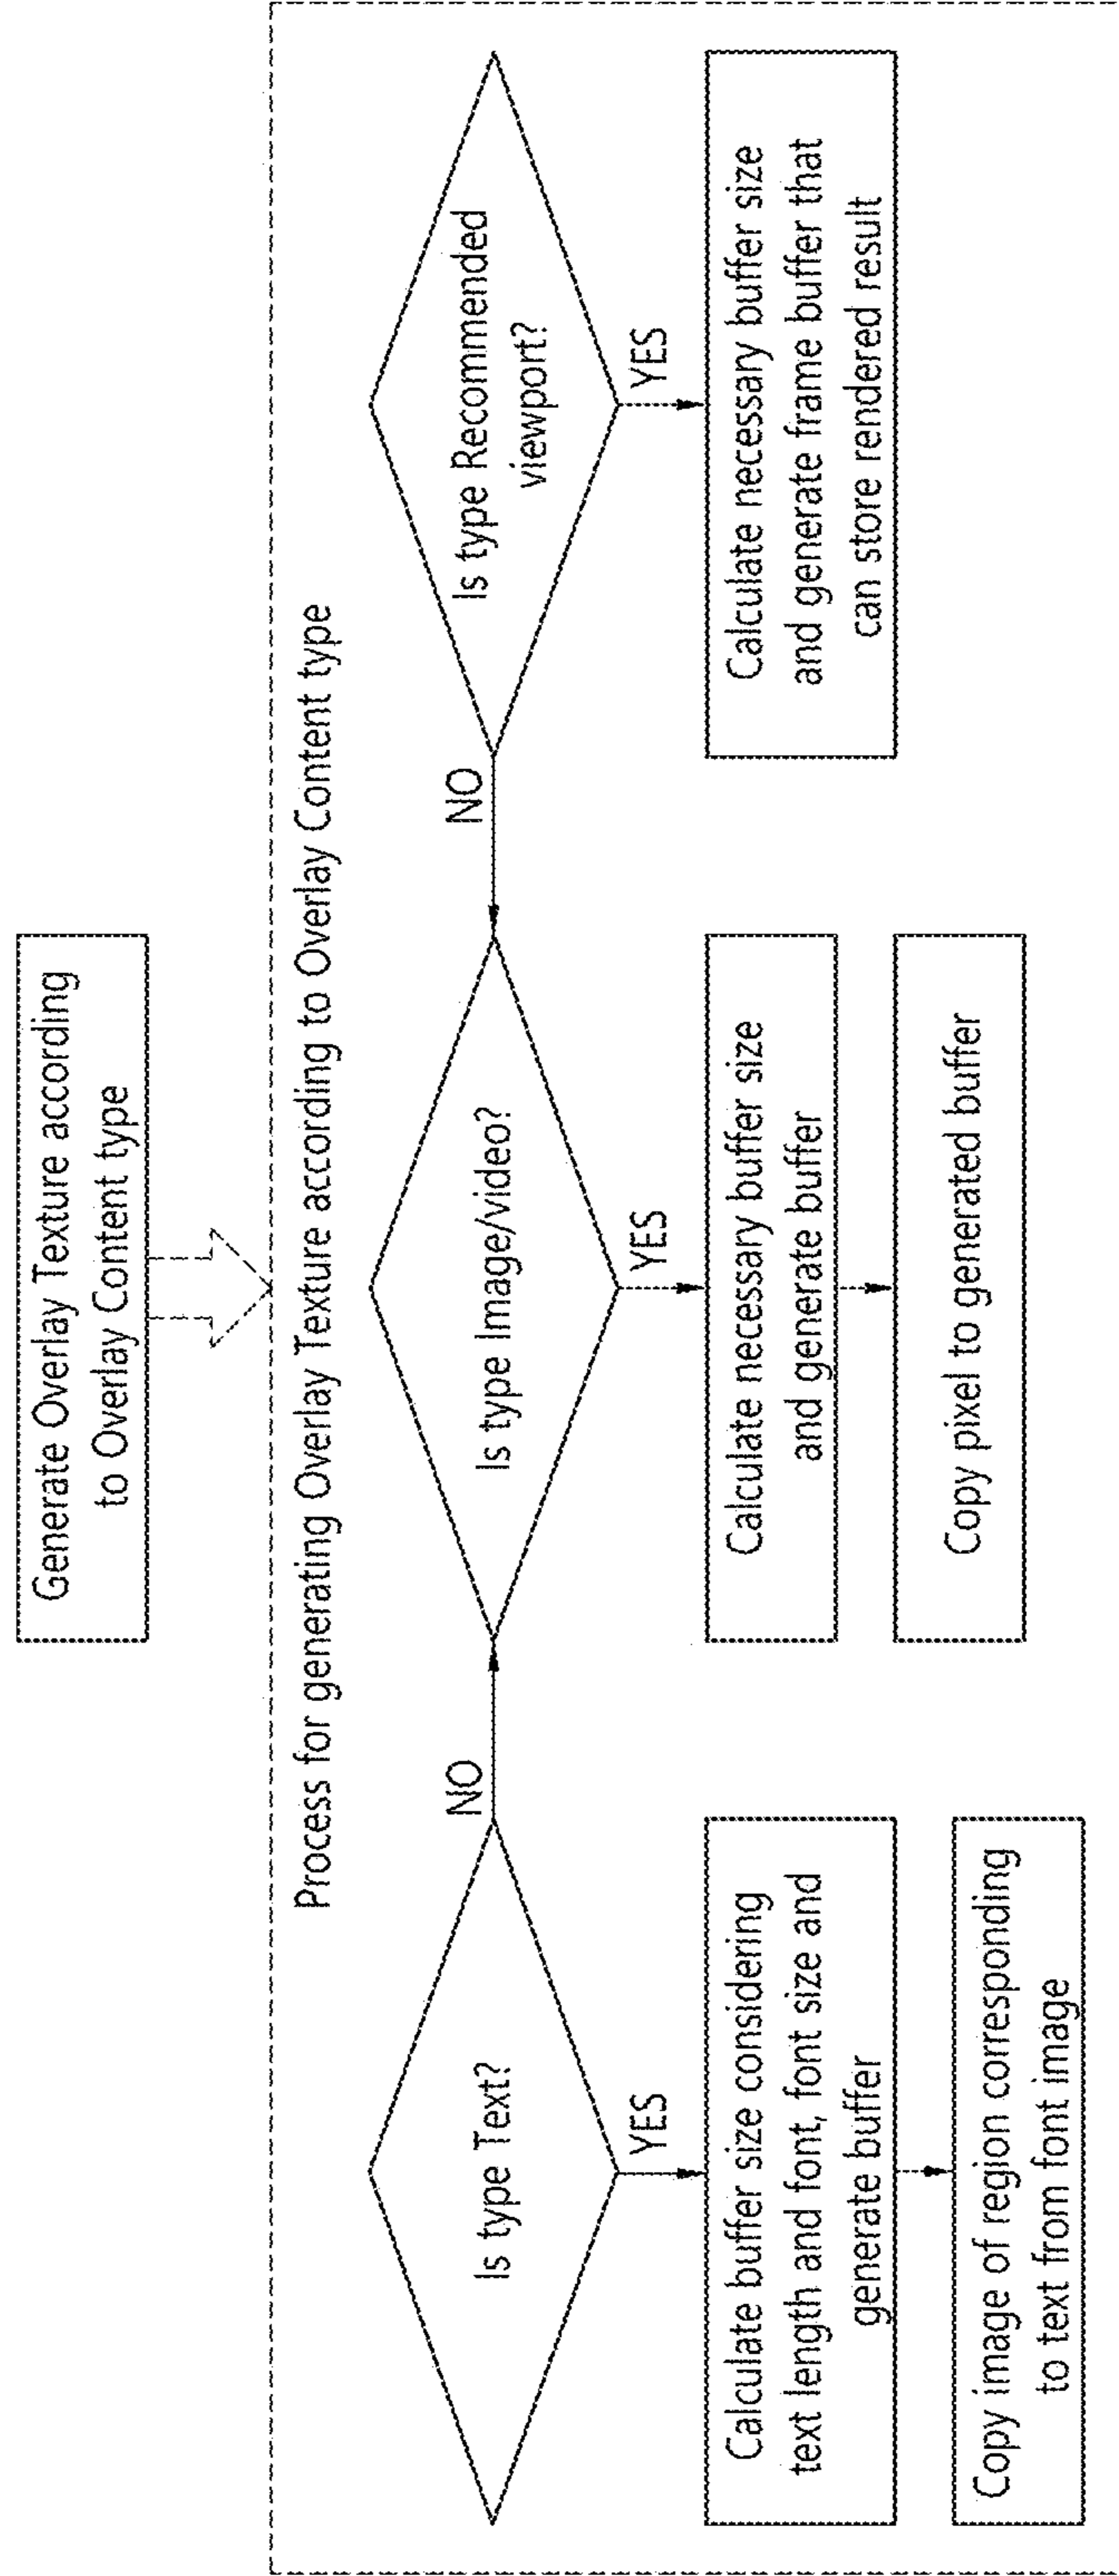 Generate Overlay Texture according
to Overlay Content type
Process for generating Overlay Texture according to Overlay Content type
Is type Text?
NO
YES
Calculate buffer size considering
text length and font, font size and
generate buffer
Copy image of region corresponding
to text from font image
Is type Image/video?
YES
Calculate necessary buffer size
and generate buffer
Copy pixel to generated buffer
NO
Is type Recommended
viewport?
YES
Calculate necessary buffer size
and generate frame buffer that
can store rendered result